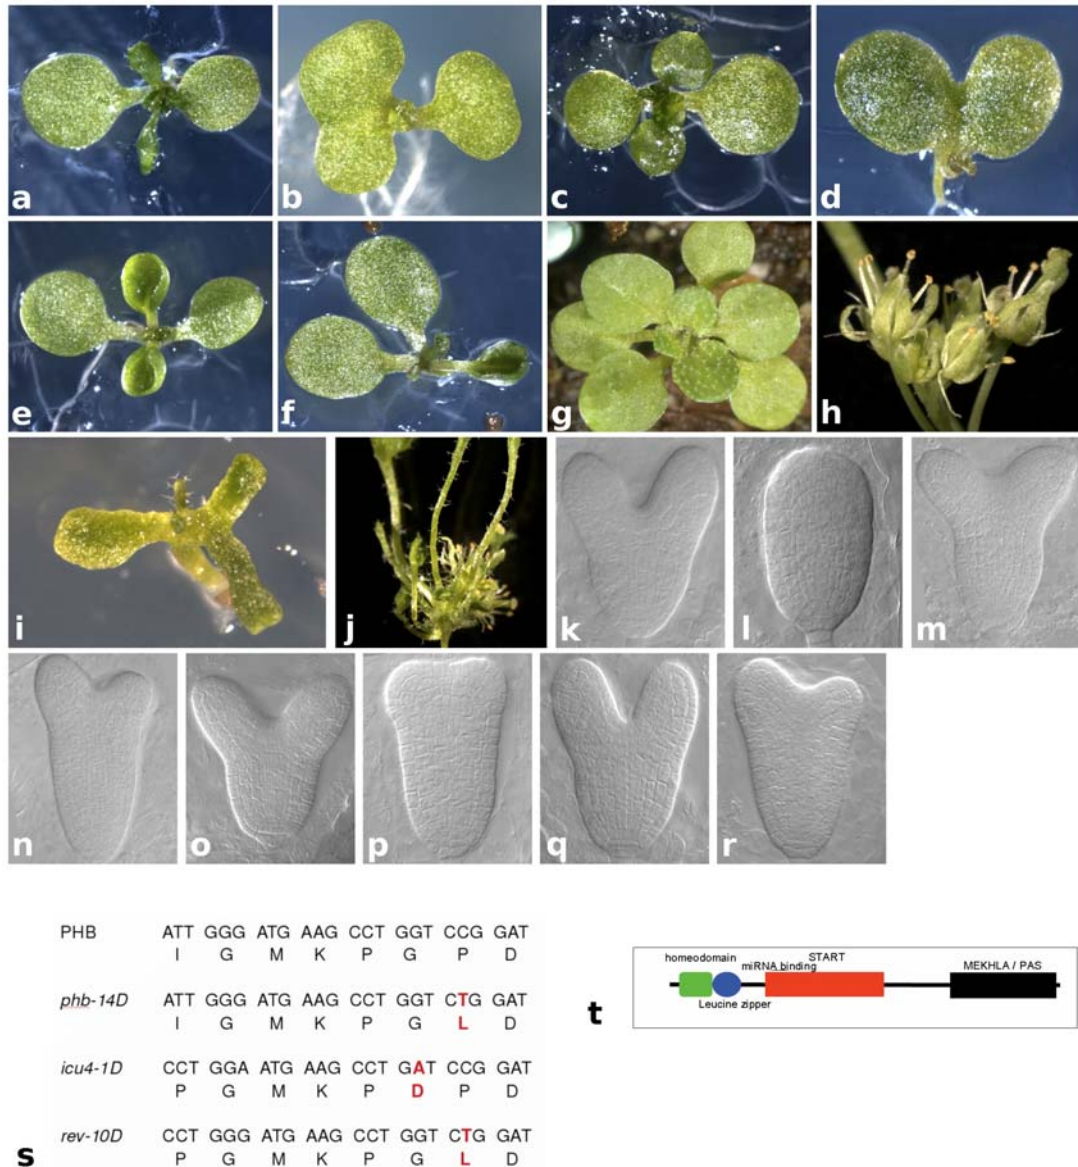 a b c d
e f g h
i j k l m
n o p q r
PHB ATT GGG ATG AAG CCT GGT CCG GAT
I G M K P G P D
phb-14D ATT GGG ATG AAG CCT GGT CTG GAT
I G M K P G L D
icu4-1D CCT GGA ATG AAG CCT GAT CCG GAT
P G M K P D P D
rev-10D CCT GGG ATG AAG CCT GGT CTG GAT
P G M K P G L D
s
homeodomain START MEKHLA / PAS
miRNA binding
Leucine zipper
t